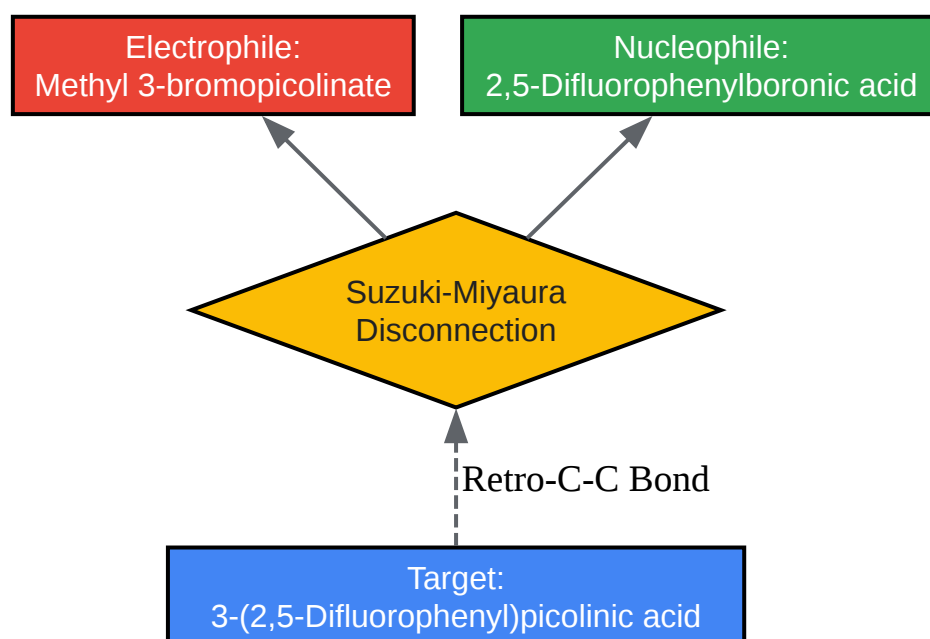 Electrophile:
Methyl 3-bromopicolinate
Nucleophile:
2,5-Difluorophenylboronic acid
Suzuki-Miyaura
Disconnection
Retro-C-C Bond
Target:
3-(2,5-Difluorophenyl)picolinic acid